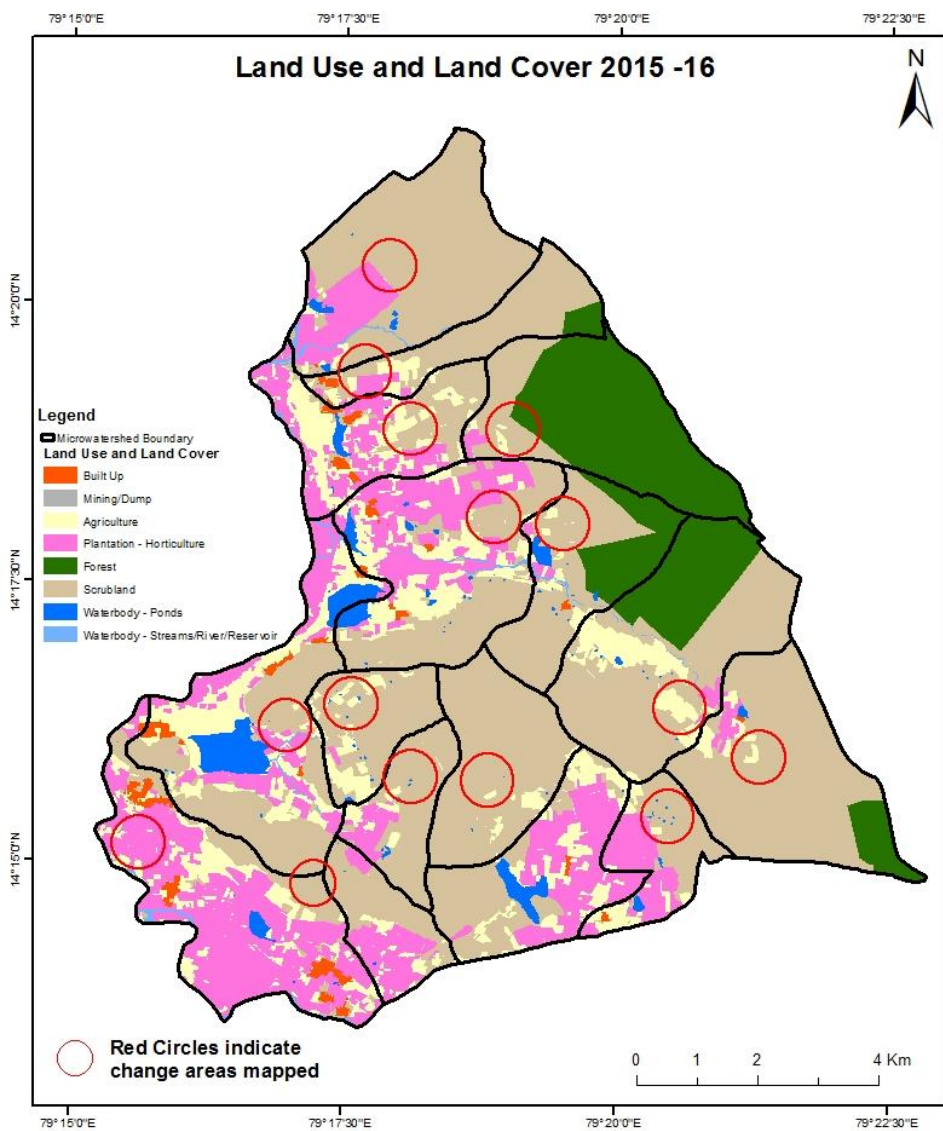 79°15'0"E 79°17'30"E 79°20'0"E 79°22'30"E
Land Use and Land Cover 2015 -16
N
14°20'0"N
14°17'30"N
14°15'0"N
Legend
Microwatershed Boundary
Land Use and Land Cover
Built Up
Mining/Dump
Agriculture
Plantation - Horticulture
Forest
Scrubland
Waterbody - Ponds
Waterbody - Streams/River/Reservoir
Red Circles indicate
change areas mapped
0 1 2 4 Km
79°15'0"E 79°17'30"E 79°20'0"E 79°22'30"E